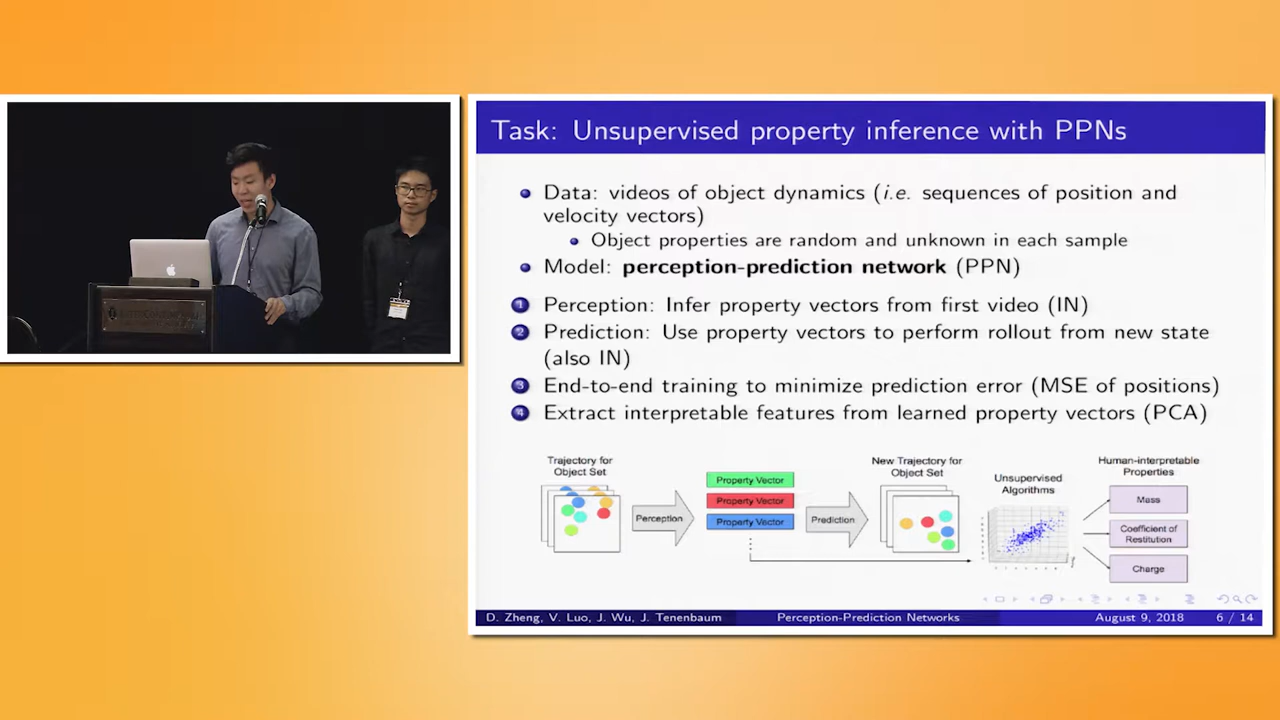 Task: Unsupervised property inference with PPNs
Data: videos of object dynamics (i.e. sequences of position and
velocity vectors)
Object properties are random and unknown in each sample
Model: perception-prediction network (PPN)
1 Perception: Infer property vectors from first video (IN)
2 Prediction: Use property vectors to perform rollout from new state
(also IN)
3 End-to-end training to minimize prediction error (MSE of positions)
4 Extract interpretable features from learned property vectors (PCA)
Trajectory for
Object Set
Perception
Property Vector
Property Vector
Property Vector
Prediction
New Trajectory for
Object Set
Unsupervised
Algorithms
Human-interpretable
Properties
Mass
Coefficient of
Restitution
Charge
D. Zheng, V. Luo, J. Wu, J. Tenenbaum
Perception-Prediction Networks
August 9, 2018
6 / 14